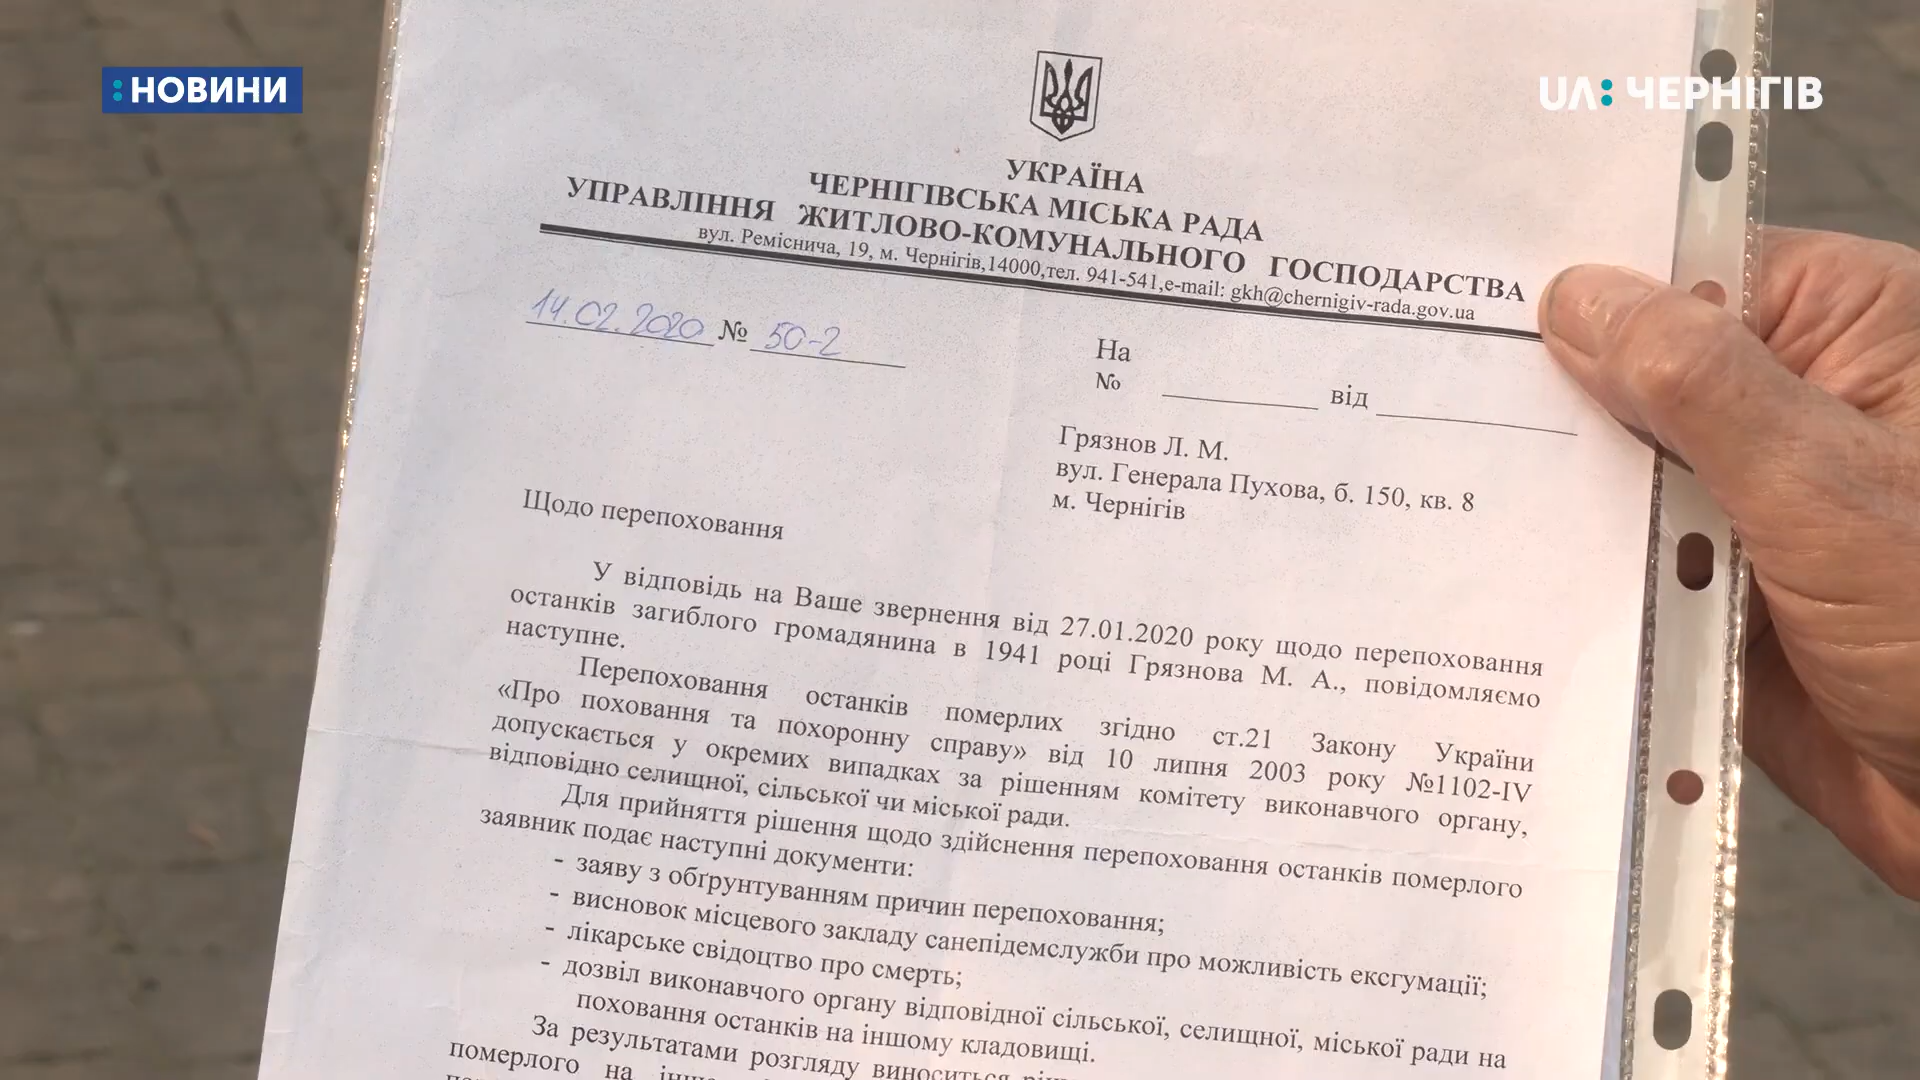 :НОВИНИ
UA: ЧЕРНІГІВ
УКРАЇНА
ЧЕРНІГІВСЬКА МІСЬКА РАДА
УПРАВЛІННЯ ЖИТЛОВО-КОМУНАЛЬНОГО ГОСПОДАРСТВА
вул. Реміснича, 19, м. Чернігів,14000,тел. 941-541,e-mail: gkh@chernigiv-rada.gov.ua
14.02.2020 № 50-2
На
№ від
Грязнов Л. М.
вул. Генерала Пухова, б. 150, кв. 8
м. Чернігів
Щодо перепоховання
У відповідь на Ваше звернення від 27.01.2020 року щодо перепоховання
останків загиблого громадянина в 1941 році Грязнова М. А., повідомляємо
наступне.
Перепоховання останків померлих згідно ст.21 Закону України
«Про поховання та похоронну справу» від 10 липня 2003 року №1102-IV
допускається у окремих випадках за рішенням комітету виконавчого органу,
відповідно селищної, сільської чи міської ради.
Для прийняття рішення щодо здійснення перепоховання останків померлого
заявник подає наступні документи:
- заяву з обґрунтуванням причин перепоховання;
- висновок місцевого закладу санепідемслужби про можливість ексгумації;
- лікарське свідоцтво про смерть;
- дозвіл виконавчого органу відповідної сільської, селищної, міської ради на
поховання останків на іншому кладовищі.
За результатами розгляду виноситься
померлого на